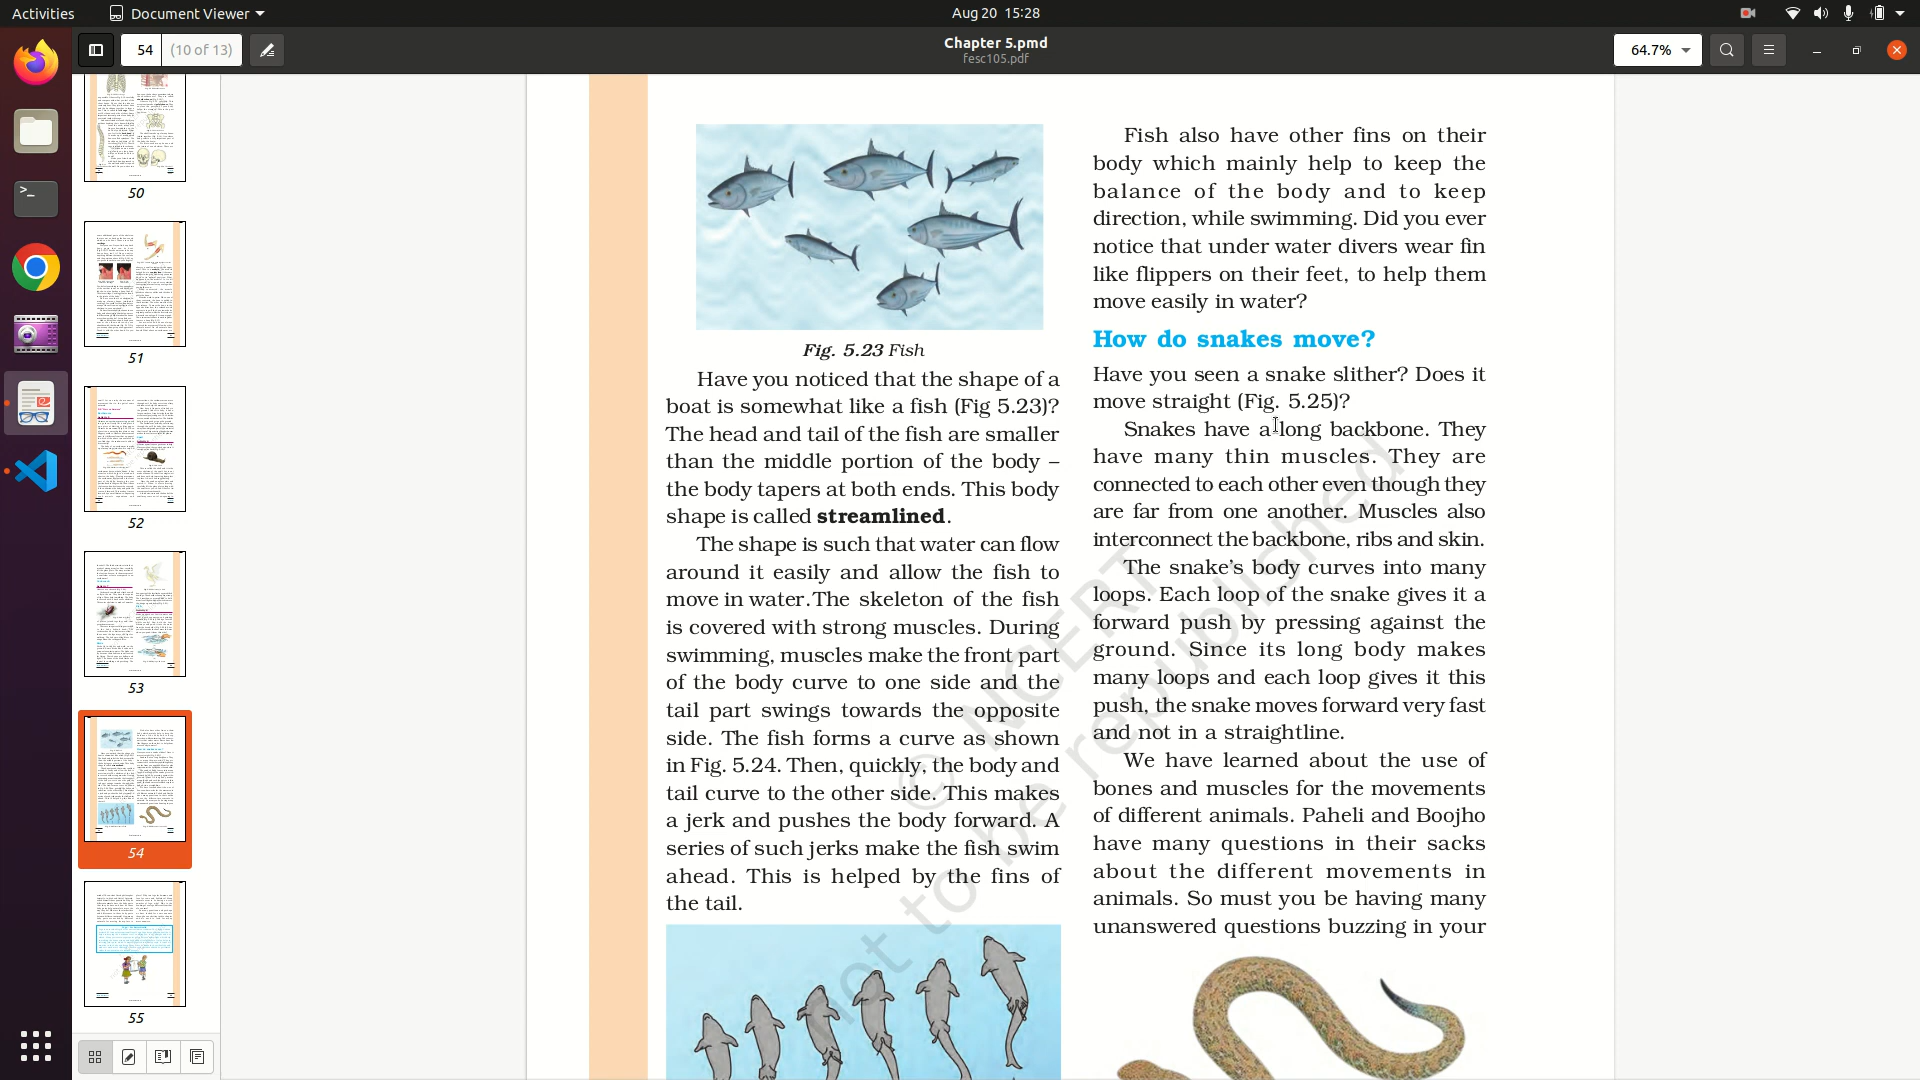 Activities
Document Viewer
Aug 20 15:28
54
(10 of 13)
Chapter 5.pmd
fesc105.pdf
64.7%
50
51
52
53
54
55
Fig. 5.23 Fish
Have you noticed that the shape of a
boat is somewhat like a fish (Fig 5.23)?
The head and tail of the fish are smaller
than the middle portion of the body –
the body tapers at both ends. This body
shape is called streamlined.
The shape is such that water can flow
around it easily and allow the fish to
move in water.The skeleton of the fish
is covered with strong muscles. During
swimming, muscles make the front part
of the body curve to one side and the
tail part swings towards the opposite
side. The fish forms a curve as shown
in Fig. 5.24. Then, quickly, the body and
tail curve to the other side. This makes
a jerk and pushes the body forward. A
series of such jerks make the fish swim
ahead. This is helped by the fins of
the tail.
Fish also have other fins on their
body which mainly help to keep the
balance of the body and to keep
direction, while swimming. Did you ever
notice that under water divers wear fin
like flippers on their feet, to help them
move easily in water?
How do snakes move?
Have you seen a snake slither? Does it
move straight (Fig. 5.25)?
Snakes have a long backbone. They
have many thin muscles. They are
connected to each other even though they
are far from one another. Muscles also
interconnect the backbone, ribs and skin.
The snake's body curves into many
loops. Each loop of the snake gives it a
forward push by pressing against the
ground. Since its long body makes
many loops and each loop gives it this
push, the snake moves forward very fast
and not in a straightline.
We have learned about the use of
bones and muscles for the movements
of different animals. Paheli and Boojho
have many questions in their sacks
about the different movements in
animals. So must you be having many
unanswered questions buzzing in your
© NCERT
not to be republished